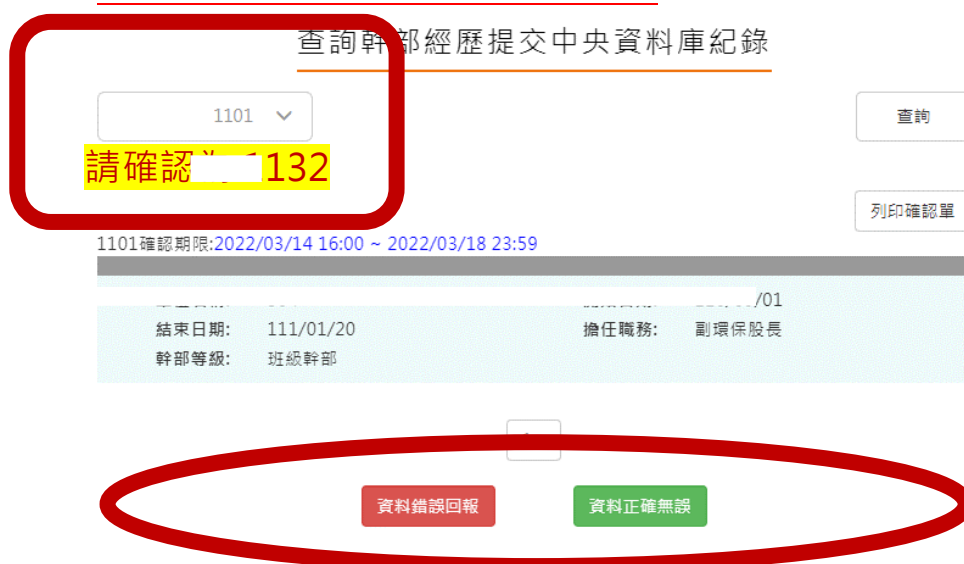 查詢幹部經歷提交中央資料庫紀錄
1101
查詢
請確認 132
列印確認單
1101確認期限:2022/03/14 16:00 ~ 2022/03/18 23:59
/01
結束日期: 111/01/20 擔任職務: 副環保股長
幹部等級: 班級幹部
資料錯誤回報 資料正確無誤